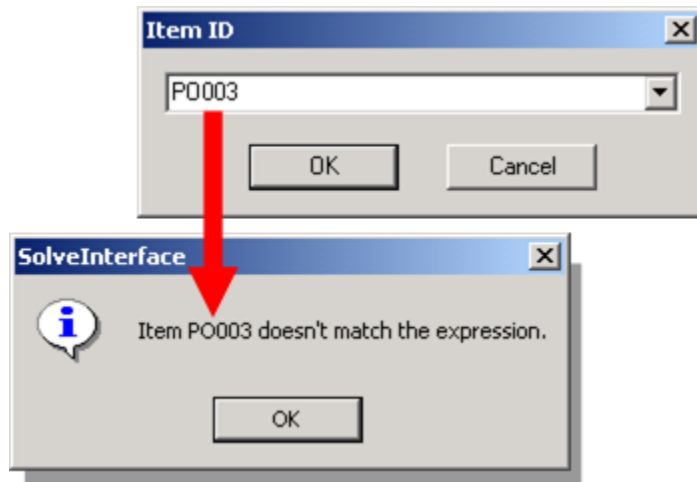 Item ID
PO003
OK Cancel
SolveInterface
Item PO003 doesn't match the expression.
OK